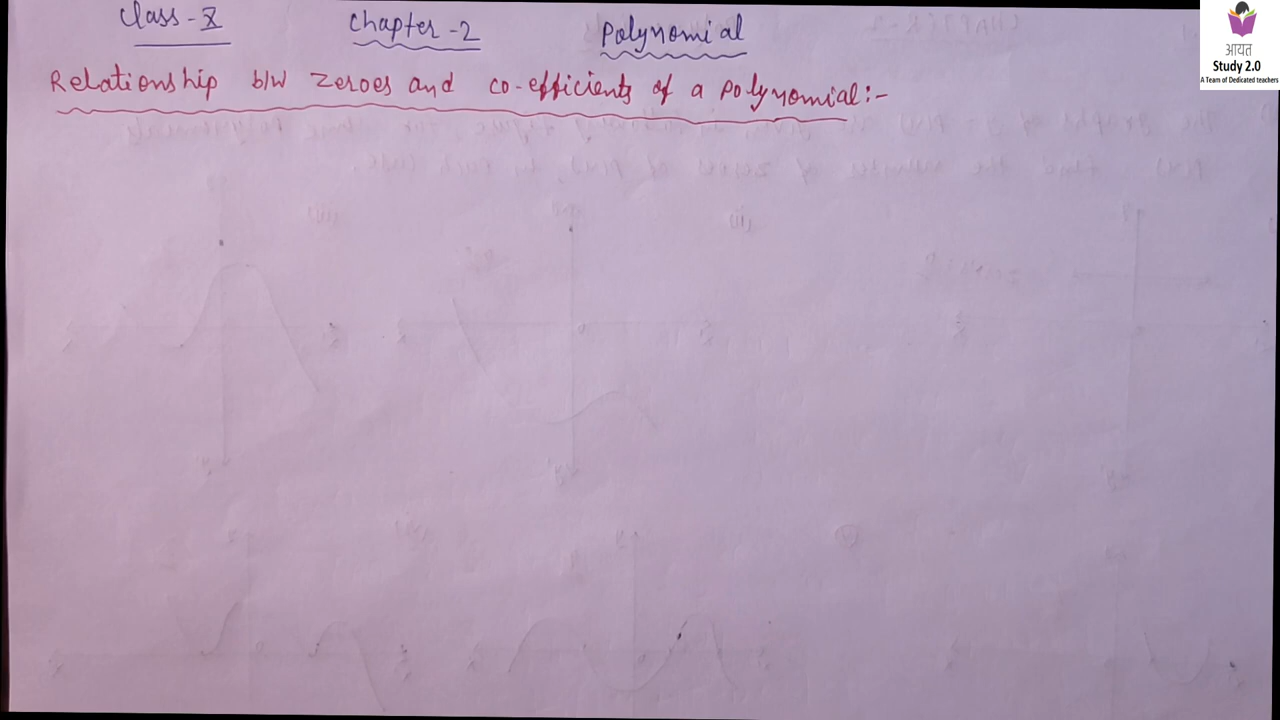 Class-X Chapter-2 Polynomial
Relationship b/w zeroes and co-efficients of a polynomial:-
आयत
Study 2.0
A Team of Dedicated teachers